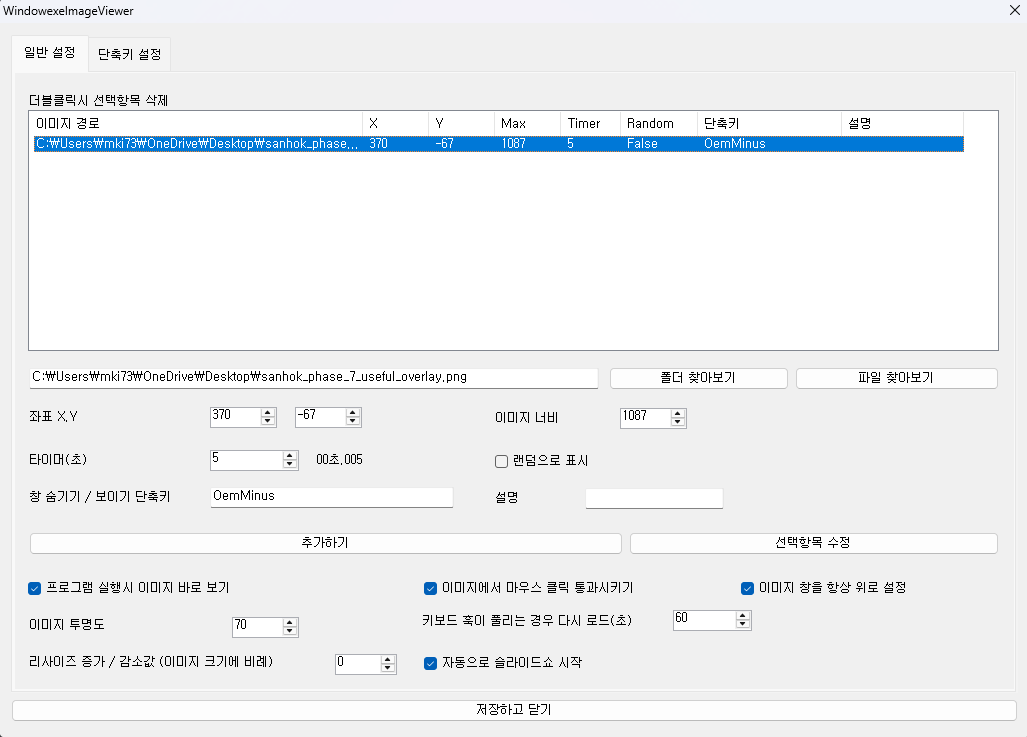 WindowexeImageViewer
일반 설정 단축키 설정
더블클릭시 선택항목 삭제
이미지 경로 X Y Max Timer Random 단축키 설명
C:₩Users₩mki73₩OneDrive₩Desktop₩sanhok_phase... 370 -67 1087 5 False OemMinus
C:₩Users₩mki73₩OneDrive₩Desktop₩sanhok_phase_7_useful_overlay.png 폴더 찾아보기 파일 찾아보기
좌표 X,Y 370 -67 이미지 너비 1087
타이머(초) 5 00초.005 랜덤으로 표시
창 숨기기 / 보이기 단축키 OemMinus 설명
추가하기 선택항목 수정
프로그램 실행시 이미지 바로 보기 이미지에서 마우스 클릭 통과시키기 이미지 창을 항상 위로 설정
이미지 투명도 70 키보드 훅이 풀리는 경우 다시 로드(초) 60
리사이즈 증가 / 감소값 (이미지 크기에 비례) 0 자동으로 슬라이드쇼 시작
저장하고 닫기